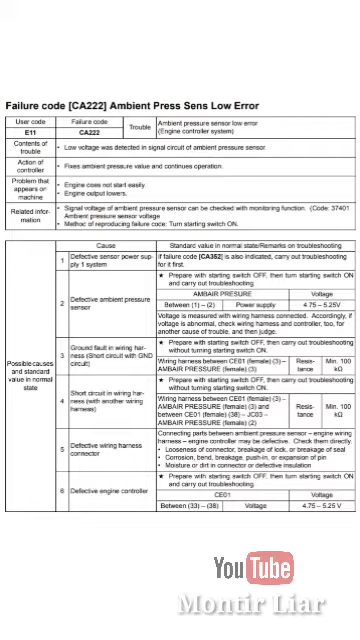 Failure code [CA222] Ambient Press Sens Low Error
User code
Failure code
Trouble
Ambient pressure sensor low error
(Engine controller system)
E11
CA222
Contents of
trouble
• Low voltage was detected in signal circuit of ambient pressure sensor.
Action of
controller
• Fixes ambient pressure value and continues operation.
Problem that
appears on
machine
• Engine does not start easily.
• Engine output lowers.
Related infor-
mation
• Signal voltage of ambient pressure sensor can be checked with monitoring function. (Code: 37401
Ambient pressure sensor voltage
• Method of reproducing failure code: Turn starting switch ON.
Possible causes
and standard
value in normal
state
Cause
Standard value in normal state/Remarks on troubleshooting
1
Defective sensor power sup-
ply 1 system
If failure code [CA352] is also indicated, carry out troubleshooting
for it first.
2
Defective ambient pressure
sensor
★ Prepare with starting switch OFF, then turn starting switch ON
and carry out troubleshooting.
AMBAIR PRESURE
Voltage
Between (1) – (2)
Power supply
4.75 – 5.25V
Voltage is measured with wiring harness connected. Accordingly, if
voltage is abnormal, check wiring harness and controller, too, for
another cause of trouble, and then judge.
3
Ground fault in wiring har-
ness (Short circuit with GND
circuit)
★ Prepare with starting switch OFF, then carry out troubleshooting
without turning starting switch ON.
Wiring harness between CE01 (female) (3) –
AMBAIR PRESSURE (female) (3)
Resis-
tance
Min. 100
kΩ
4
Short circuit in wiring har-
ness (with another wiring
harness)
★ Prepare with starting switch OFF, then carry out troubleshooting
without turning starting switch ON.
Wiring harness between CE01 (female) (3) –
AMBAIR PRESSURE (female) (3) and
between CE01 (female) (38) – JC03 –
AMBAIR PRESSURE (female) (2)
Resis-
tance
Min. 100
kΩ
5
Defective wiring harness
connector
Connecting parts between ambient pressure sensor – engine wiring
harness – engine controller may be defective. Check them directly.
• Looseness of connector, breakage of lock, or breakage of seal
• Corrosion, bend, breakage, push-in, or expansion of pin
• Moisture or dirt in connector or defective insulation
6
Defective engine controller
★ Prepare with starting switch OFF, then turn starting switch ON
and carry out troubleshooting.
CE01
Voltage
Between (33) – (38)
Voltage
4.75 – 5.25 V
YouTube
Montir Liar